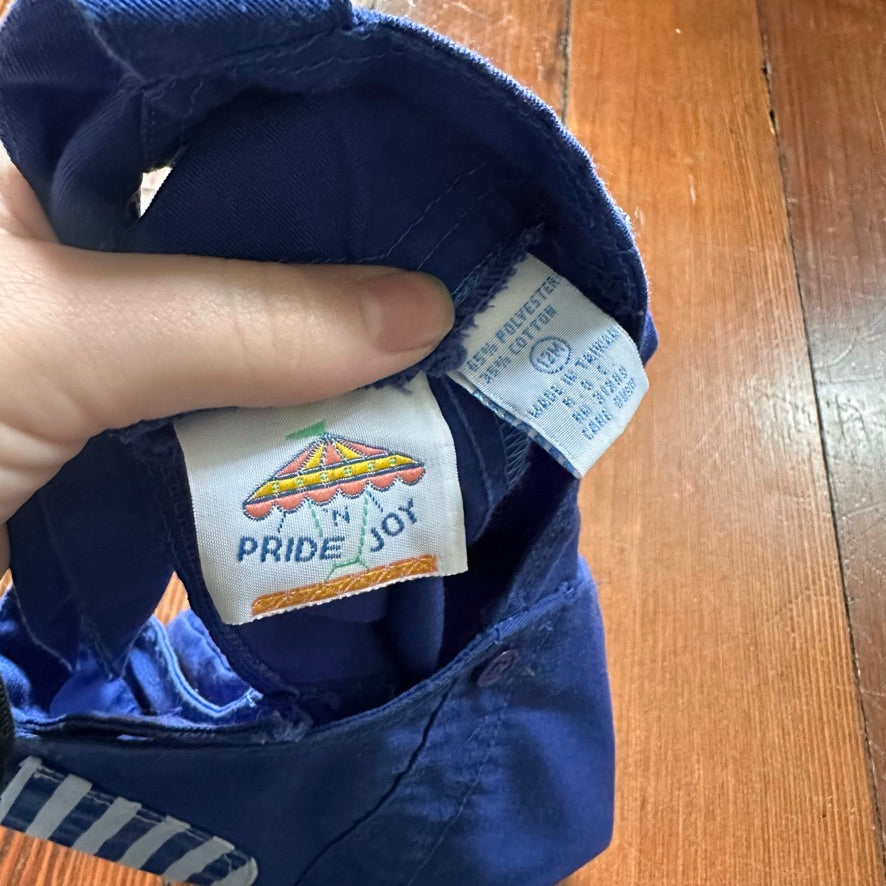 'N
PRIDE JOY
65% POLYESTER
35% COTTON
12M
MADE IN TAIWAN
R.O.C.